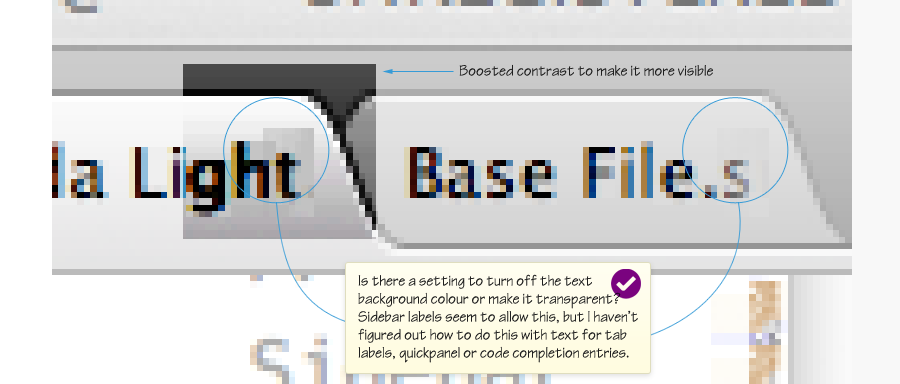 Boosted contrast to make it more visible
la Light
Base File.s
Is there a setting to turn off the text
background colour or make it transparent?
Sidebar labels seem to allow this, but I haven't
figured out how to do this with text for tab
labels, quickpanel or code completion entries.